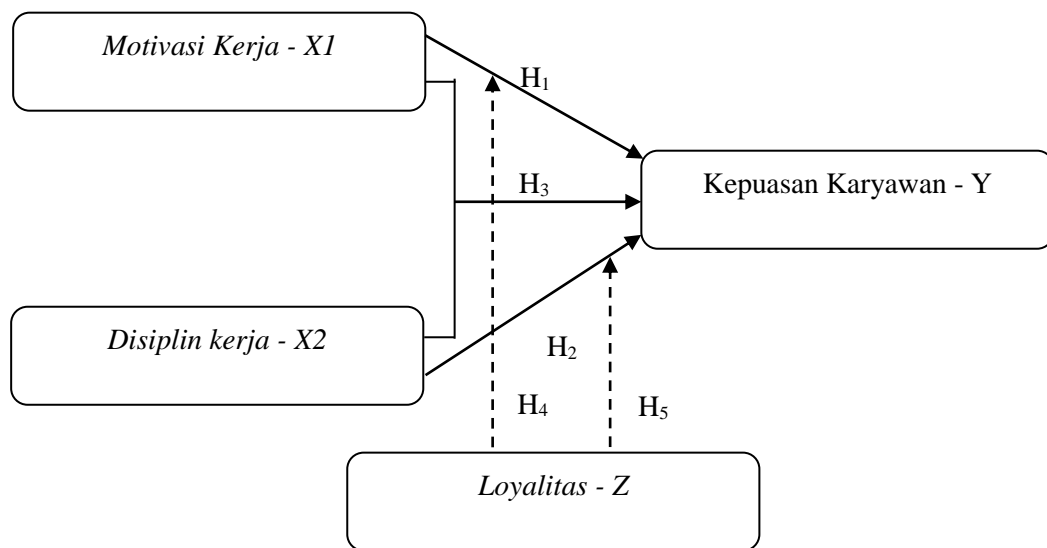 Motivasi Kerja - X1
H₁
Kepuasan Karyawan - Y
H₃
Disiplin kerja - X2
H₂
H₄
H₅
Loyalitas - Z